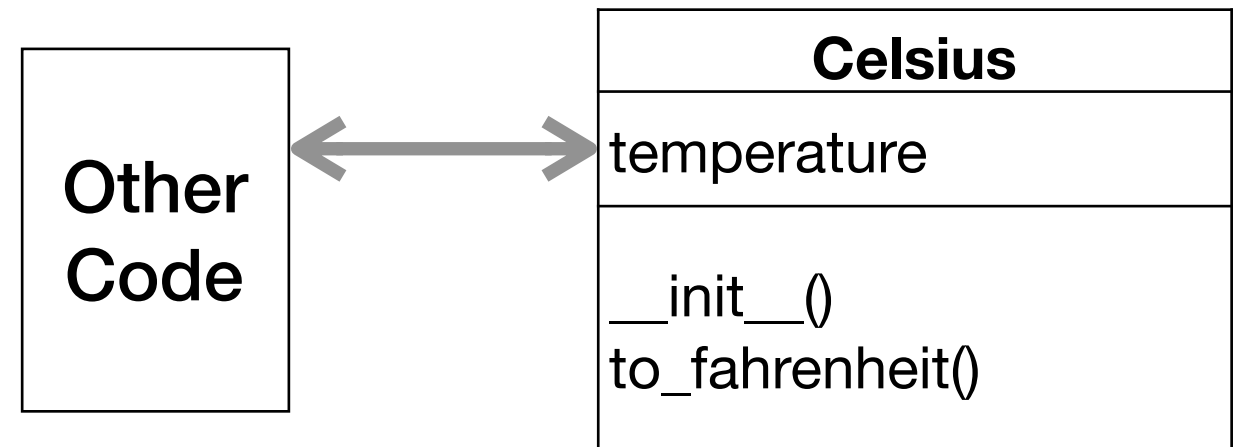 Other
Code
Celsius
temperature
__init__()
to_fahrenheit()